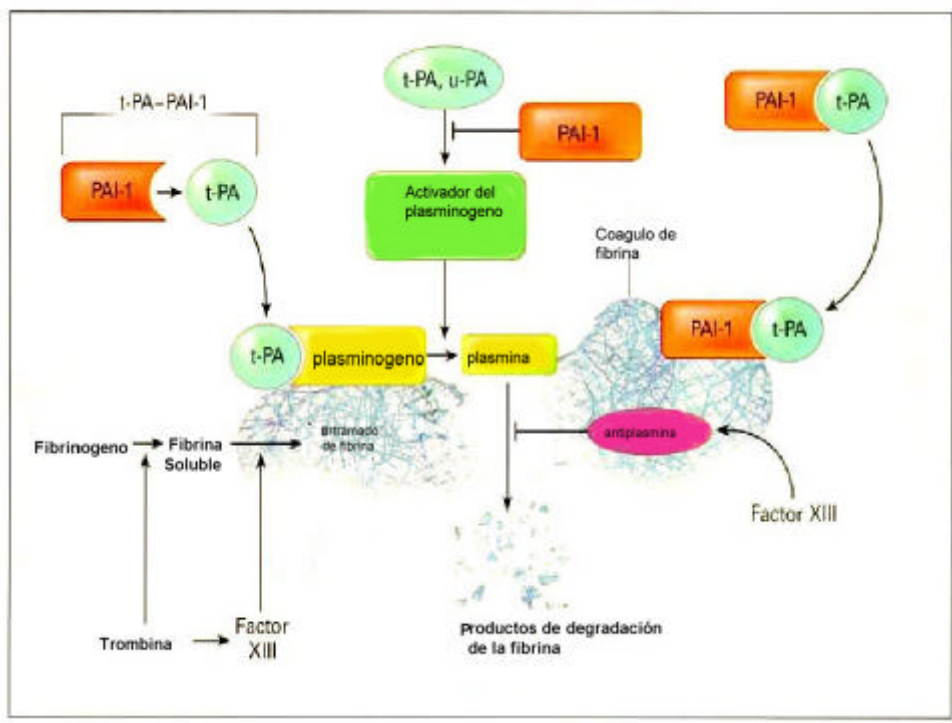 t-PA-PAI-1
PAI-1
t-PA
t-PA, u-PA
PAI-1
PAI-1
t-PA
Activador del
plasminogeno
Coagulo de
fibrina
PAI-1
t-PA
t-PA
plasminogeno
plasmina
antiplasmina
Fibrinogeno
Fibrina
Soluble
Entramado
de fibrina
Factor XIII
Trombina
Factor
XIII
Productos de degradación
de la fibrina